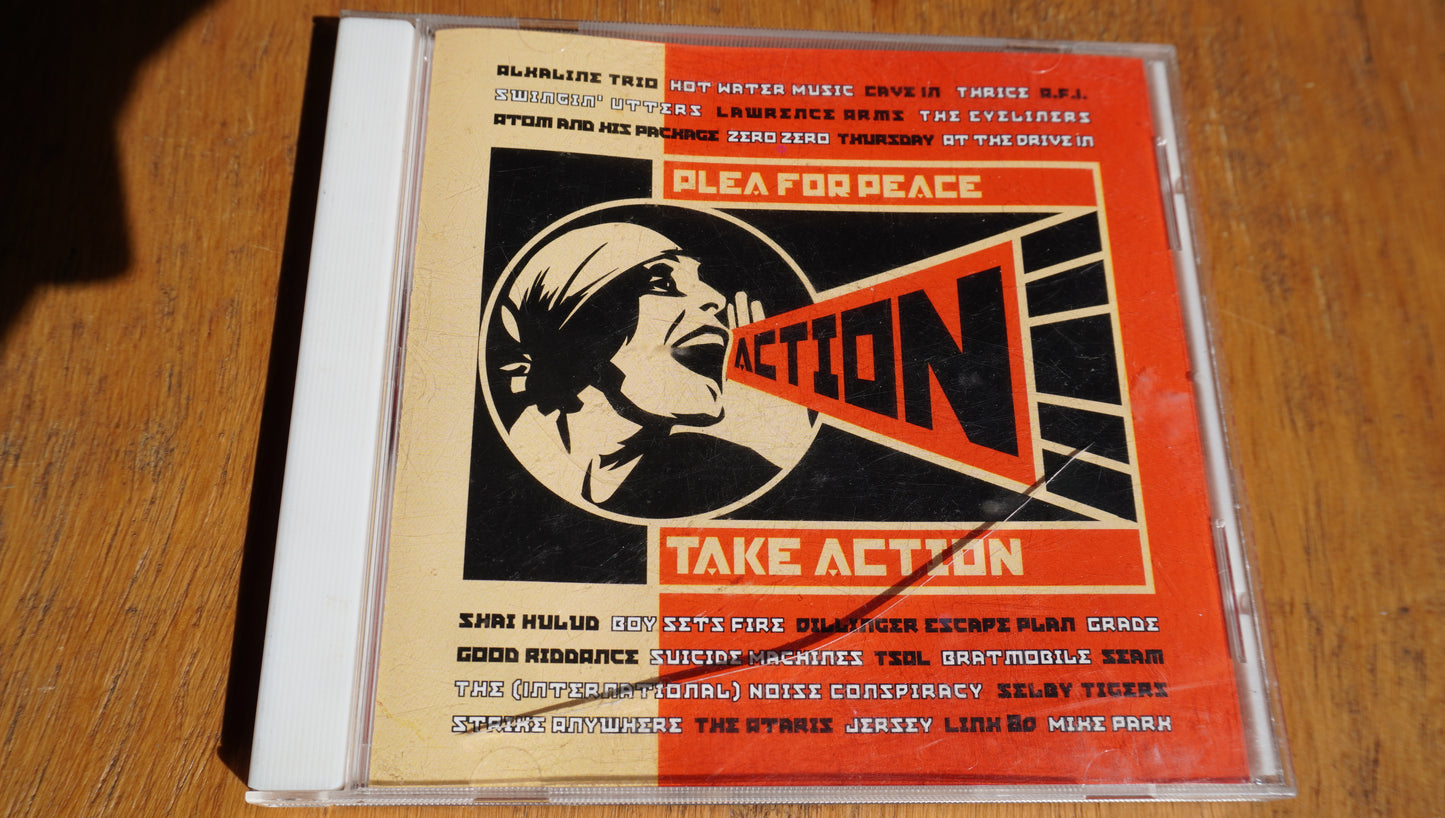 ALKALINE TRIO HOT WATER MUSIC CAVE IN THRICE A.F.I.
SWINGIN' UTTERS LAWRENCE ARMS THE EYELINERS
ATOM AND HIS PACKAGE ZERO ZERO THURSDAY AT THE DRIVE IN
PLEA FOR PEACE
ACTION
TAKE ACTION
SHAI HULUD BOY SETS FIRE DILLINGER ESCAPE PLAN GRADE
GOOD RIDDANCE SUICIDE MACHINES TSOL BRATMOBILE SEAM
THE (INTERNATIONAL) NOISE CONSPIRACY SELBY TIGERS
STRIKE ANYWHERE THE ATARIS JERSEY LINK 80 MIKE PARK